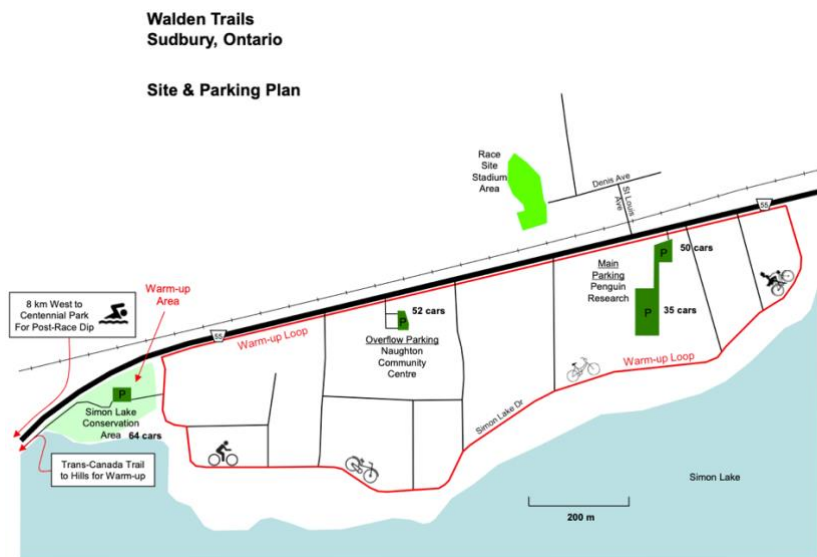 Walden Trails
Sudbury, Ontario
Site & Parking Plan
Race
Site
Stadium
Area
Denis Ave
St Louis
Ave
55
50 cars
Main
Parking
Penguin
Research
P
35 cars
P
8 km West to
Centennial Park
For Post-Race Dip
Warm-up
Area
55
Warm-up Loop
52 cars
P
Overflow Parking
Naughton
Community
Centre
Warm-up Loop
P
Simon Lake
Conservation
Area
64 cars
Simon Lake Dr
Trans-Canada Trail
to Hills for Warm-up
Simon Lake
200 m